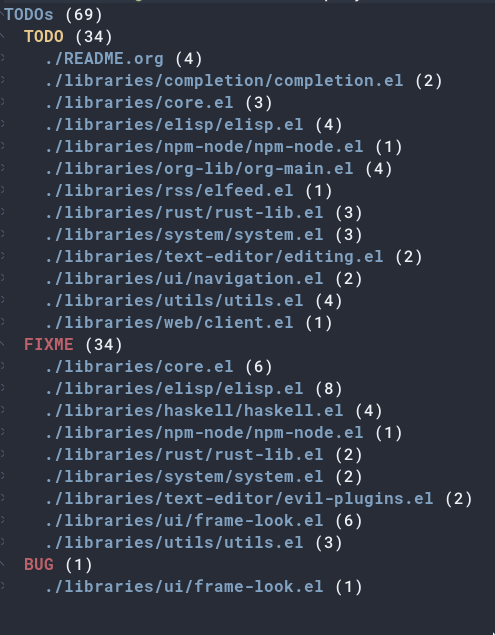 TODOs (69)
TODO (34)
./README.org (4)
./libraries/completion/completion.el (2)
./libraries/core.el (3)
./libraries/elisp/elisp.el (4)
./libraries/npm-node/npm-node.el (1)
./libraries/org-lib/org-main.el (4)
./libraries/rss/elfeed.el (1)
./libraries/rust/rust-lib.el (3)
./libraries/system/system.el (3)
./libraries/text-editor/editing.el (2)
./libraries/ui/navigation.el (2)
./libraries/utils/utils.el (4)
./libraries/web/client.el (1)
FIXME (34)
./libraries/core.el (6)
./libraries/elisp/elisp.el (8)
./libraries/haskell/haskell.el (4)
./libraries/npm-node/npm-node.el (1)
./libraries/rust/rust-lib.el (2)
./libraries/system/system.el (2)
./libraries/text-editor/evil-plugins.el (2)
./libraries/ui/frame-look.el (6)
./libraries/utils/utils.el (3)
BUG (1)
./libraries/ui/frame-look.el (1)